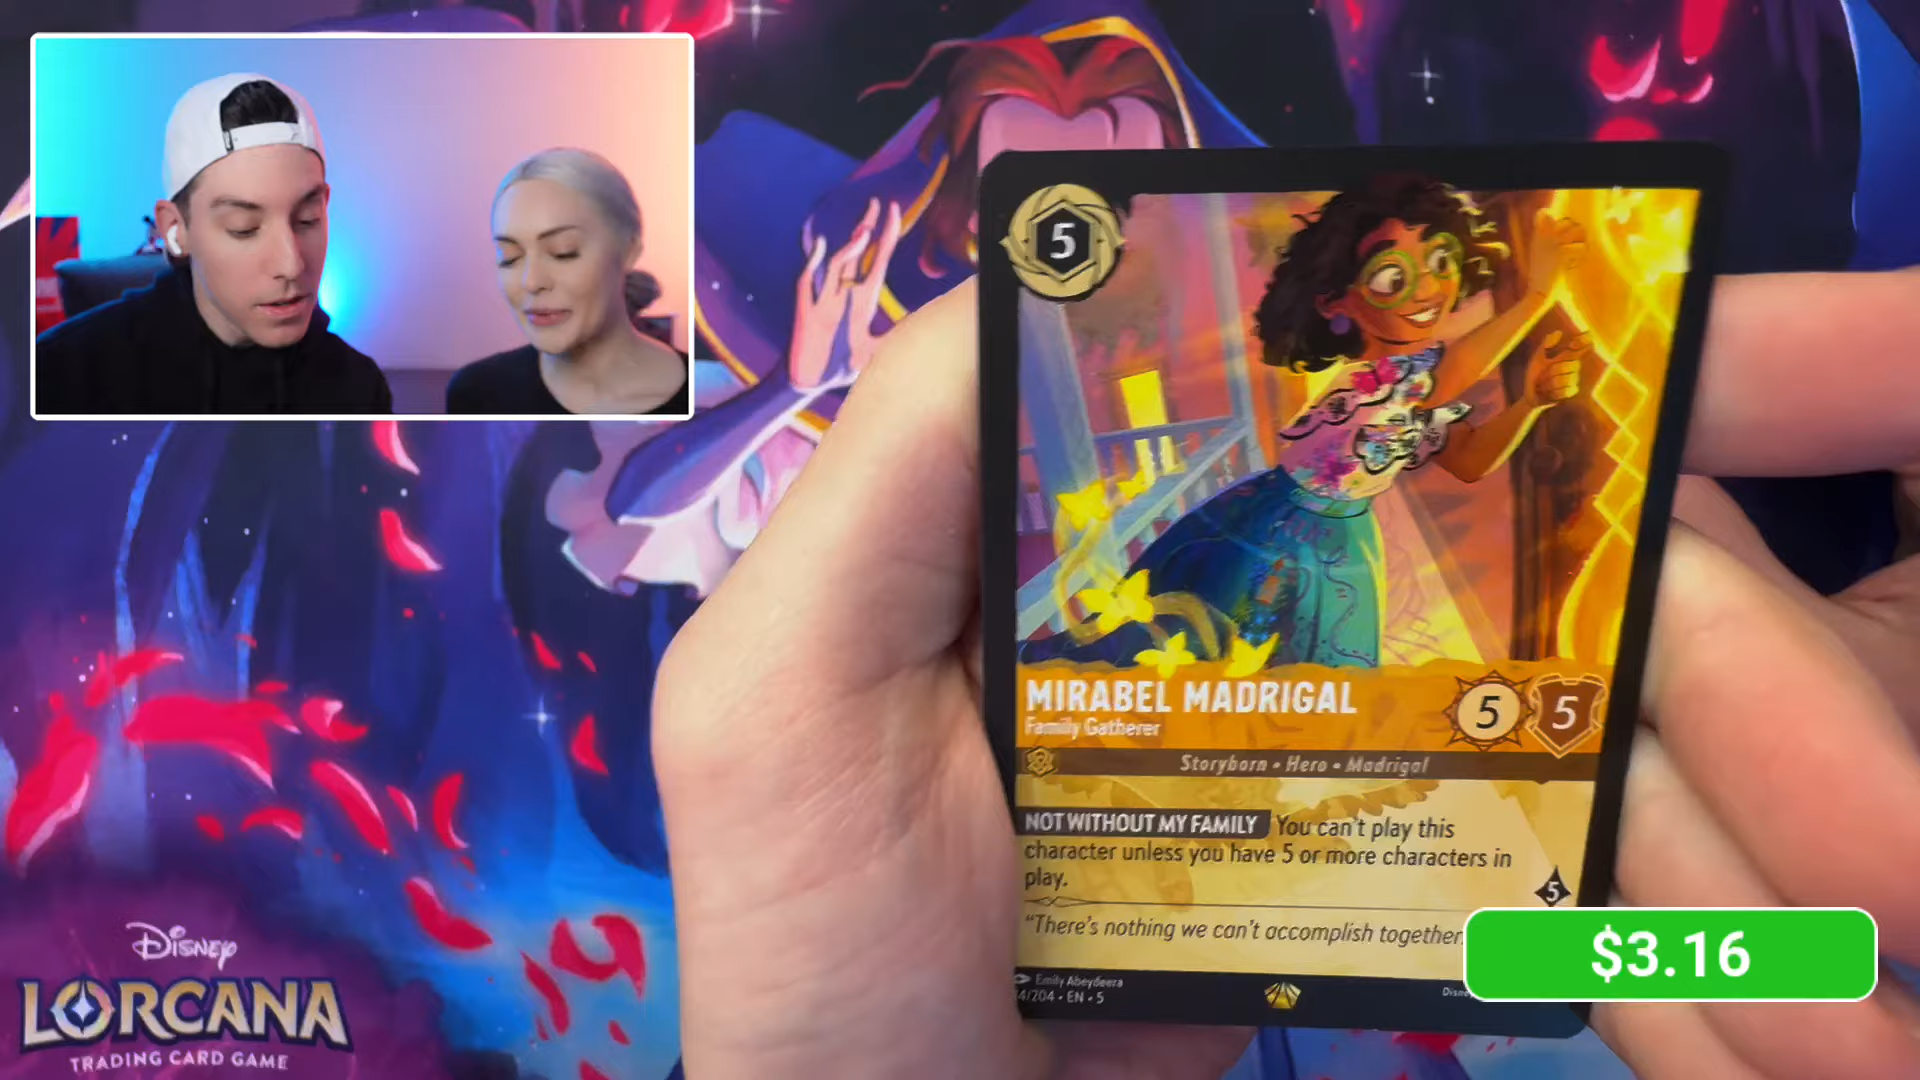 5
MIRABEL MADRIGAL
Family Gatherer
5 5
Storyborn • Hero • Madrigal
NOT WITHOUT MY FAMILY You can't play this
character unless you have 5 or more characters in
play.
5
"There's nothing we can't accomplish together
$3.16
Emily Abeydeera
4/204 • EN • 5
Disney
LORCANA
TRADING CARD GAME